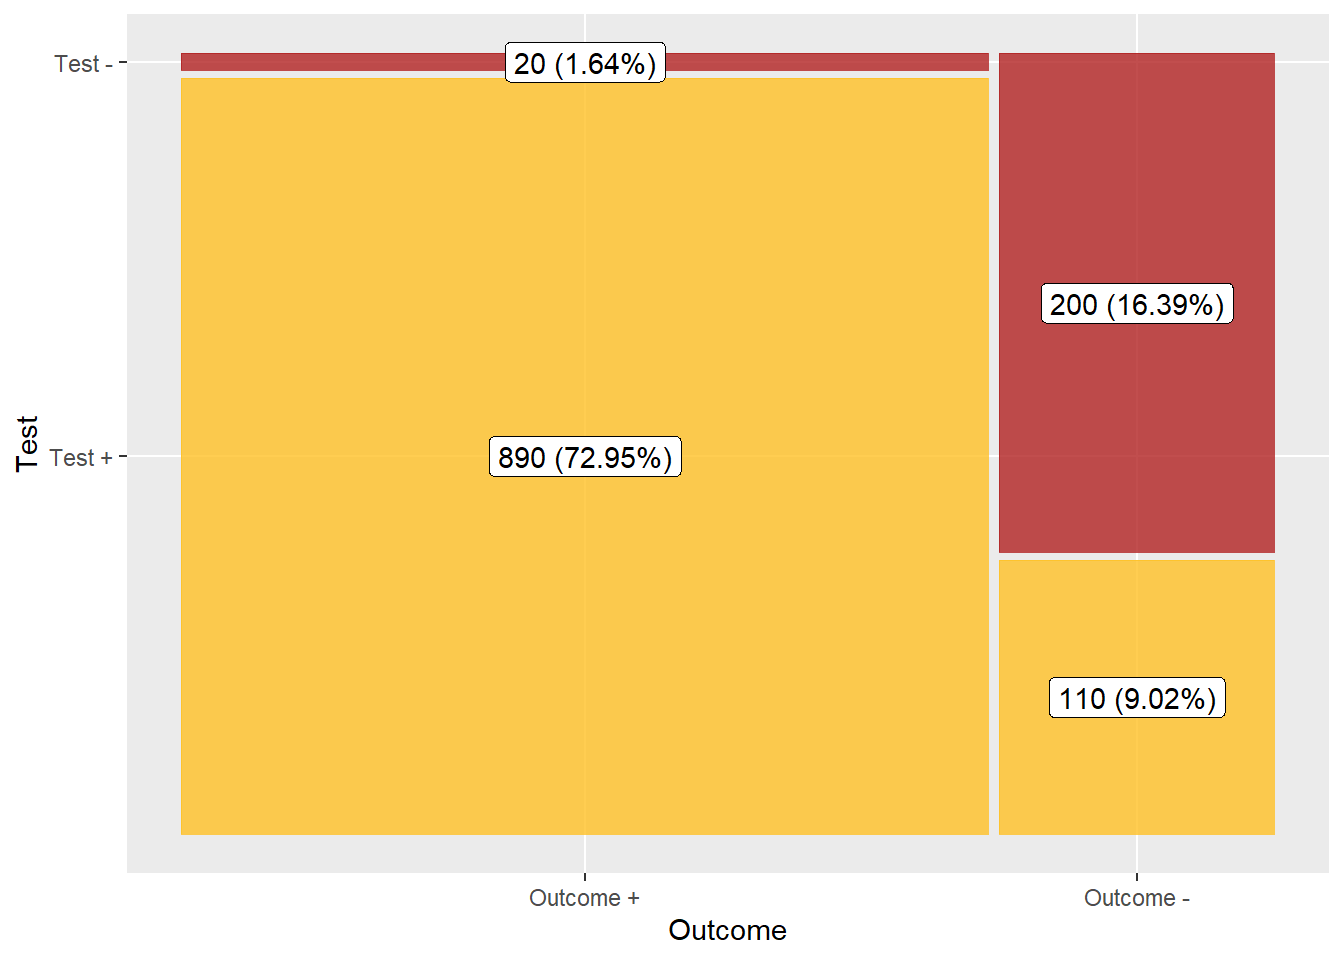 Test -
20 (1.64%)
200 (16.39%)
Test
Test +
890 (72.95%)
110 (9.02%)
Outcome +
Outcome -
Outcome